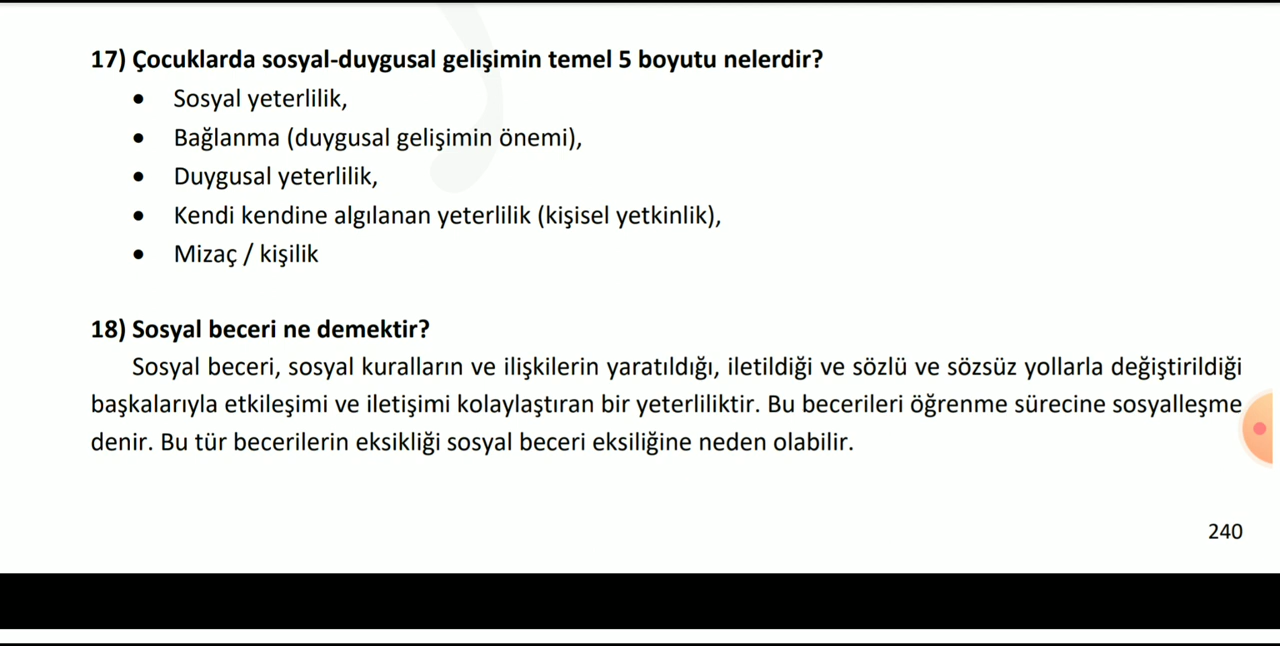 17) Çocuklarda sosyal-duygusal gelişimin temel 5 boyutu nelerdir?
• Sosyal yeterlilik,
• Bağlanma (duygusal gelişimin önemi),
• Duygusal yeterlilik,
• Kendi kendine algılanan yeterlilik (kişisel yetkinlik),
• Mizaç / kişilik
18) Sosyal beceri ne demektir?
Sosyal beceri, sosyal kuralların ve ilişkilerin yaratıldığı, iletildiği ve sözlü ve sözsüz yollarla değiştirildiği
başkalarıyla etkileşimi ve iletişimi kolaylaştıran bir yeterliliktir. Bu becerileri öğrenme sürecine sosyalleşme
denir. Bu tür becerilerin eksikliği sosyal beceri eksiliğine neden olabilir.
240